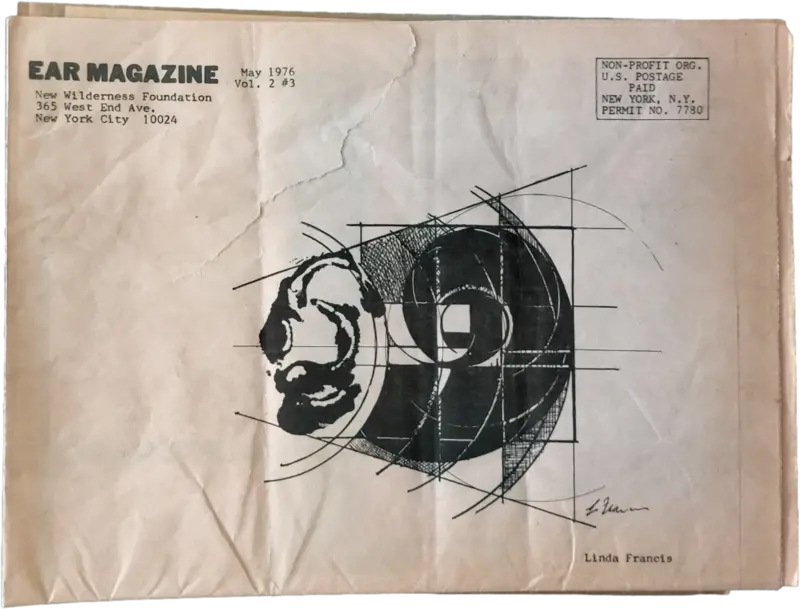 EAR MAGAZINE
May 1976
Vol. 2 #3
New Wilderness Foundation
365 West End Ave.
New York City 10024
NON-PROFIT ORG.
U.S. POSTAGE
PAID
NEW YORK, N.Y.
PERMIT NO. 7780
Linda Francis